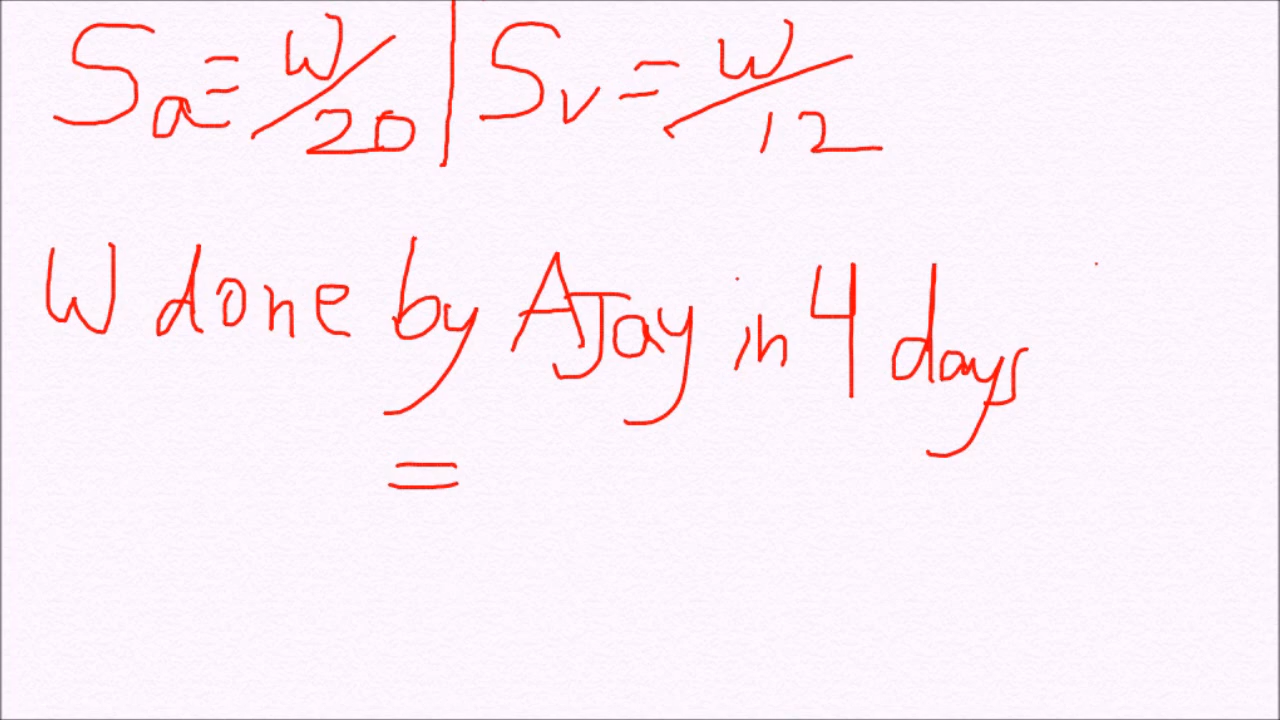 Sa = W/20 | Sv = W/12
W done by AJay in 4 days
=